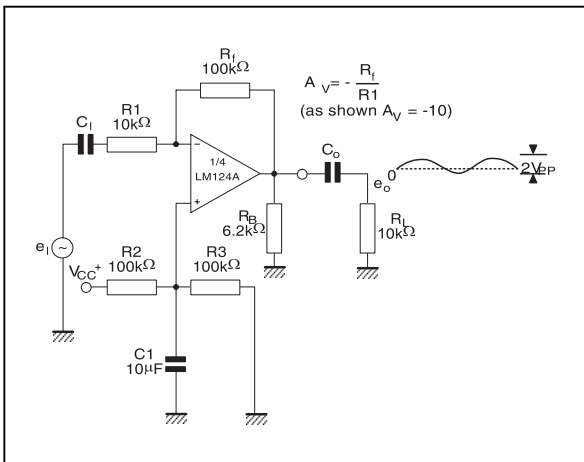 Rf
100kΩ
A V = - Rf
R1
(as shown AV = -10)
CI
R1
10kΩ
1/4
LM124A
−
+
Co
0
eo
2VPP
RB
6.2kΩ
RL
10kΩ
eI
VCC+
R2
100kΩ
R3
100kΩ
C1
10μF